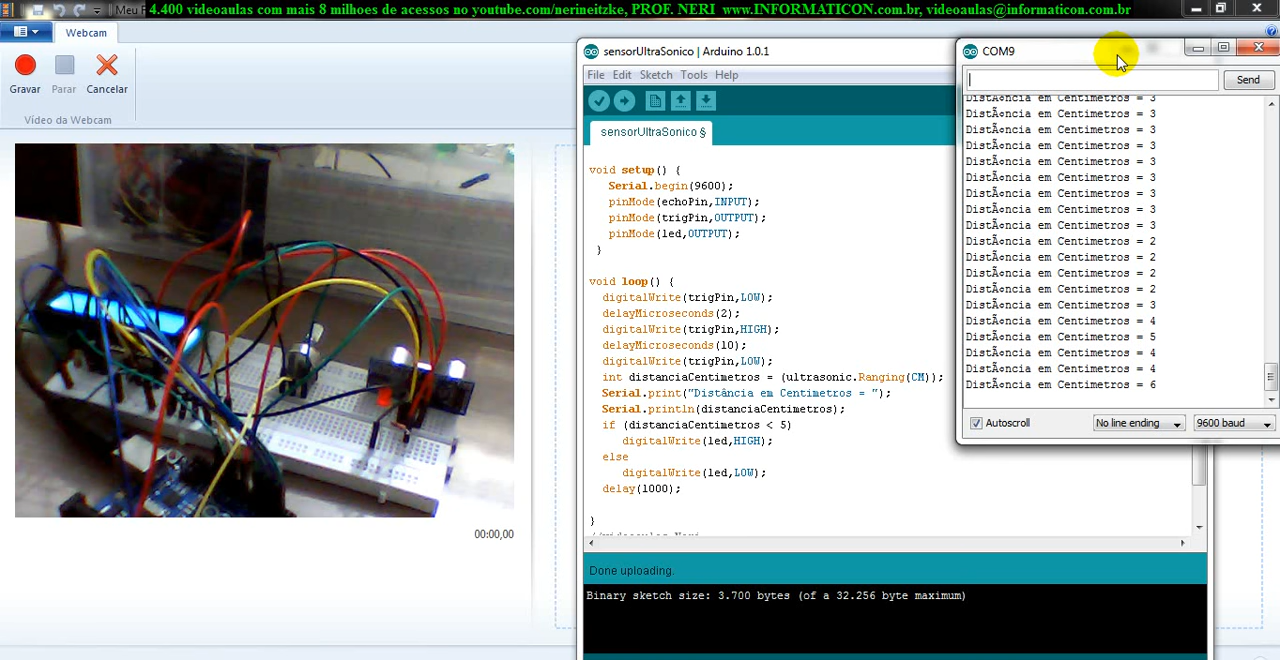 Meu F
4.400 videoaulas com mais 8 milhoes de acessos no youtube.com/nerineitzke, PROF. NERI www.INFORMATICON.com.br, videoaulas@informaticon.com.br
Webcam
Gravar
Parar
Cancelar
Vídeo da Webcam
00:00,00
sensorUltraSonico | Arduino 1.0.1
File Edit Sketch Tools Help
sensorUltraSonico §
void setup() {
Serial.begin(9600);
pinMode(echoPin,INPUT);
pinMode(trigPin,OUTPUT);
pinMode(led,OUTPUT);
}
void loop() {
digitalWrite(trigPin,LOW);
delayMicroseconds(2);
digitalWrite(trigPin,HIGH);
delayMicroseconds(10);
digitalWrite(trigPin,LOW);
int distanciaCentimetros = (ultrasonic.Ranging(CM));
Serial.print("Distância em Centimetros = ");
Serial.println(distanciaCentimetros);
if (distanciaCentimetros < 5)
digitalWrite(led,HIGH);
else
digitalWrite(led,LOW);
delay(1000);
}
//videoaulas Neri
Done uploading.
Binary sketch size: 3.700 bytes (of a 32.256 byte maximum)
COM9
Send
DistÃ¢ncia em Centimetros = 3
DistÃ¢ncia em Centimetros = 3
DistÃ¢ncia em Centimetros = 3
DistÃ¢ncia em Centimetros = 3
DistÃ¢ncia em Centimetros = 3
DistÃ¢ncia em Centimetros = 3
DistÃ¢ncia em Centimetros = 3
DistÃ¢ncia em Centimetros = 3
DistÃ¢ncia em Centimetros = 3
DistÃ¢ncia em Centimetros = 2
DistÃ¢ncia em Centimetros = 2
DistÃ¢ncia em Centimetros = 2
DistÃ¢ncia em Centimetros = 2
DistÃ¢ncia em Centimetros = 3
DistÃ¢ncia em Centimetros = 4
DistÃ¢ncia em Centimetros = 5
DistÃ¢ncia em Centimetros = 4
DistÃ¢ncia em Centimetros = 4
DistÃ¢ncia em Centimetros = 6
Autoscroll
No line ending
9600 baud